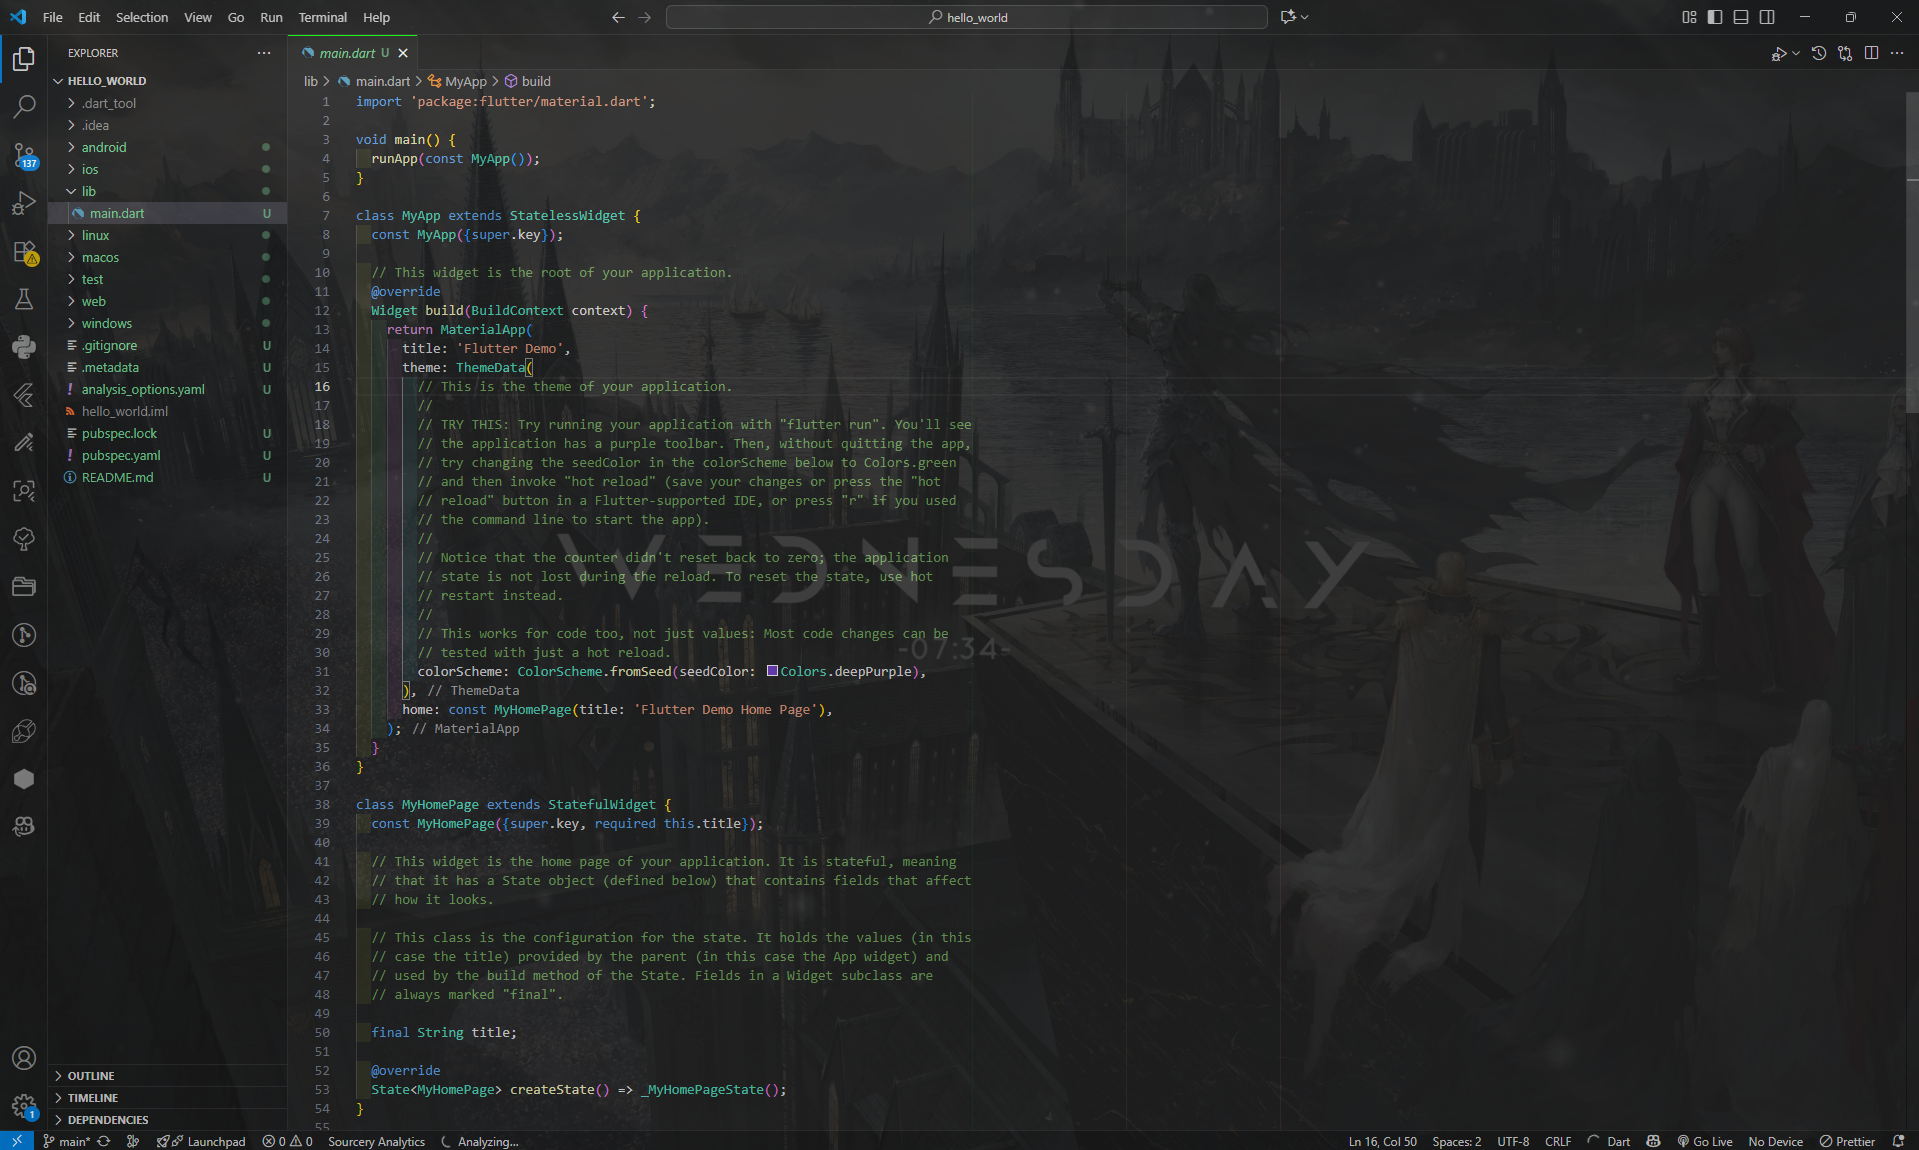 File Edit Selection View Go Run Terminal Help
hello_world
EXPLORER
main.dart U
HELLO_WORLD
lib > main.dart > MyApp > build
.dart_tool
.idea
android
ios
lib
main.dart U
linux
macos
test
web
windows
.gitignore U
.metadata U
analysis_options.yaml U
hello_world.iml
pubspec.lock U
pubspec.yaml U
README.md U
137
1 import 'package:flutter/material.dart';
2
3 void main() {
4 runApp(const MyApp());
5 }
6
7 class MyApp extends StatelessWidget {
8 const MyApp({super.key});
9
10 // This widget is the root of your application.
11 @override
12 Widget build(BuildContext context) {
13 return MaterialApp(
14 title: 'Flutter Demo',
15 theme: ThemeData(
16 // This is the theme of your application.
17 //
18 // TRY THIS: Try running your application with "flutter run". You'll see
19 // the application has a purple toolbar. Then, without quitting the app,
20 // try changing the seedColor in the colorScheme below to Colors.green
21 // and then invoke "hot reload" (save your changes or press the "hot
22 // reload" button in a Flutter-supported IDE, or press "r" if you used
23 // the command line to start the app).
24 //
25 // Notice that the counter didn't reset back to zero; the application
26 // state is not lost during the reload. To reset the state, use hot
27 // restart instead.
28 //
29 // This works for code too, not just values: Most code changes can be
30 // tested with just a hot reload.
31 colorScheme: ColorScheme.fromSeed(seedColor: Colors.deepPurple),
32 ), // ThemeData
33 home: const MyHomePage(title: 'Flutter Demo Home Page'),
34 ); // MaterialApp
35 }
36 }
37
38 class MyHomePage extends StatefulWidget {
39 const MyHomePage({super.key, required this.title});
40
41 // This widget is the home page of your application. It is stateful, meaning
42 // that it has a State object (defined below) that contains fields that affect
43 // how it looks.
44
45 // This class is the configuration for the state. It holds the values (in this
46 // case the title) provided by the parent (in this case the App widget) and
47 // used by the build method of the State. Fields in a Widget subclass are
48 // always marked "final".
49
50 final String title;
51
52 @override
53 State<MyHomePage> createState() => _MyHomePageState();
54 }
55
WEDNESDAY
-07:34-
OUTLINE
TIMELINE
DEPENDENCIES
1
main* Launchpad 0 0 Sourcery Analytics Analyzing... Ln 16, Col 50 Spaces: 2 UTF-8 CRLF Dart Go Live No Device Prettier